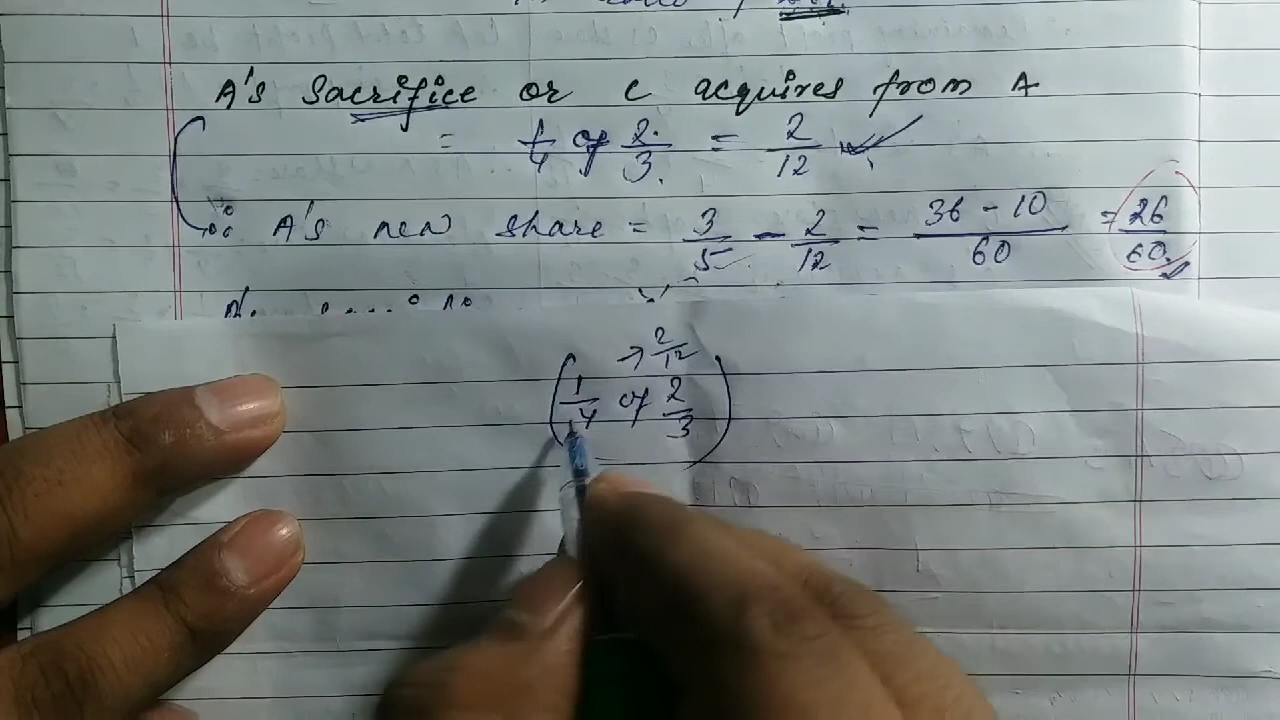 A's Sacrifice or C acquires from A
= 1/4 of 2/3 = 2/12
∴ A's new share = 3/5 - 2/12 = 36 - 10/60 = 26/60
→ 2/12
(1/4 of 2/3)